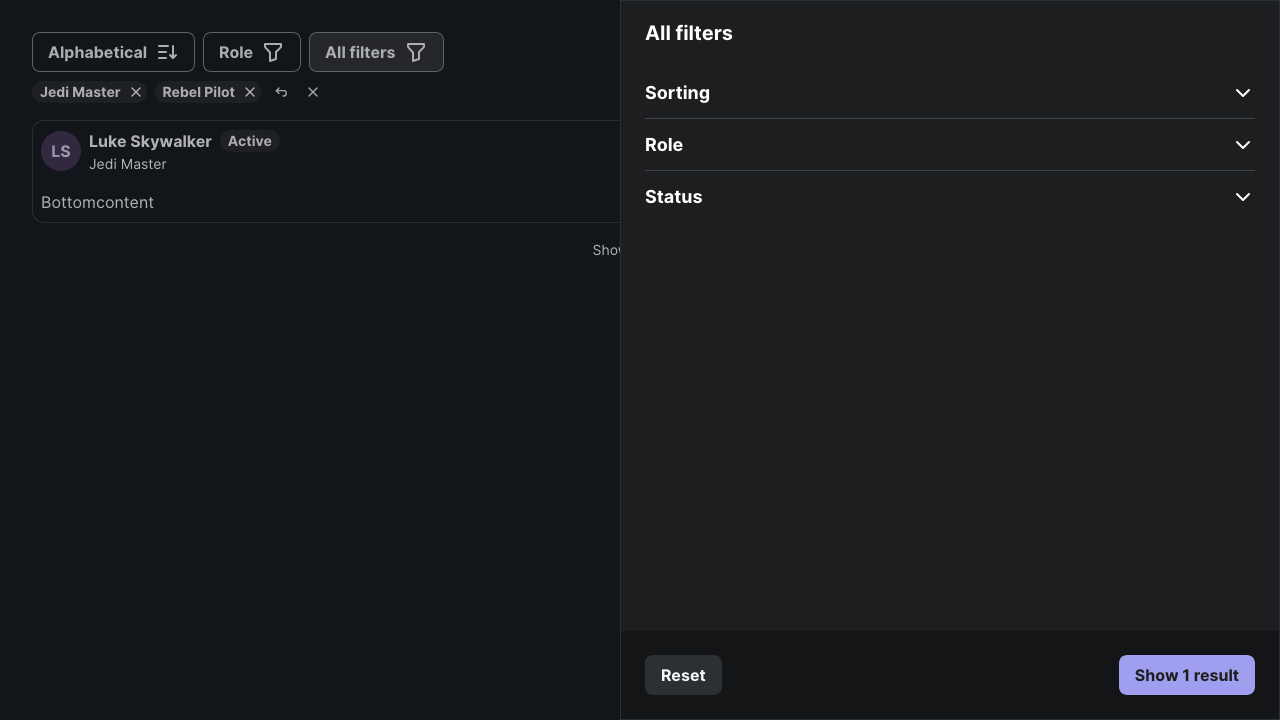 Alphabetical
Role
All filters
Jedi Master
Rebel Pilot
LS
Luke Skywalker
Active
Jedi Master
Bottomcontent
All filters
Sorting
Role
Status
Reset
Show 1 result